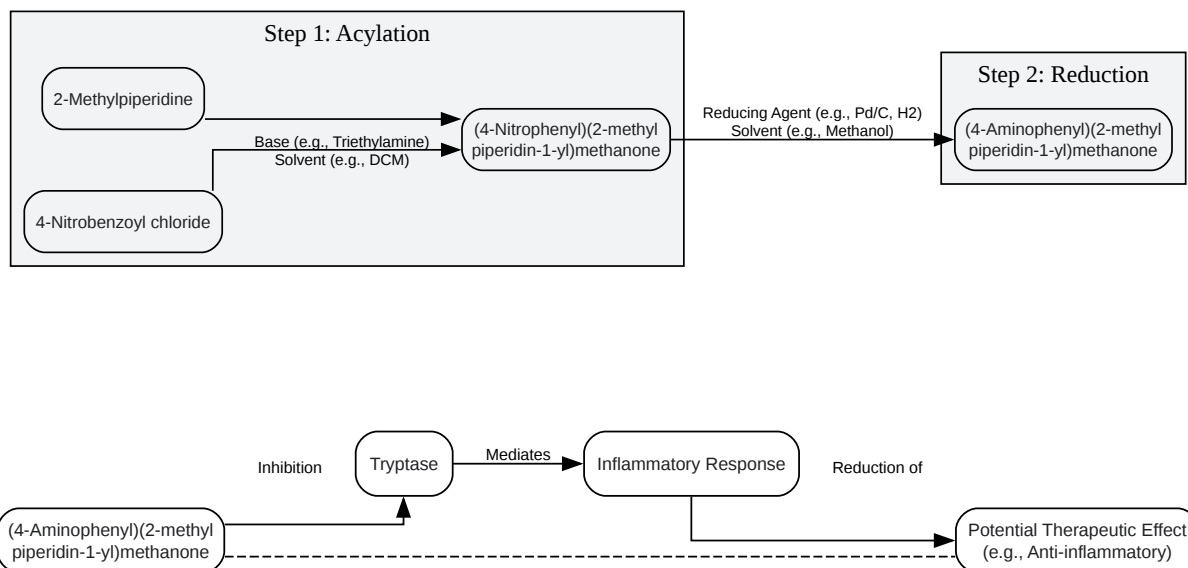 Step 1: Acylation
2-Methylpiperidine
Base (e.g., Triethylamine)
Solvent (e.g., DCM)
4-Nitrobenzoyl chloride
(4-Nitrophenyl)(2-methyl
piperidin-1-yl)methanone
Reducing Agent (e.g., Pd/C, H2)
Solvent (e.g., Methanol)
Step 2: Reduction
(4-Aminophenyl)(2-methyl
piperidin-1-yl)methanone
Inhibition
Tryptase
Mediates
Inflammatory Response
Reduction of
(4-Aminophenyl)(2-methyl
piperidin-1-yl)methanone
Potential Therapeutic Effect
(e.g., Anti-inflammatory)